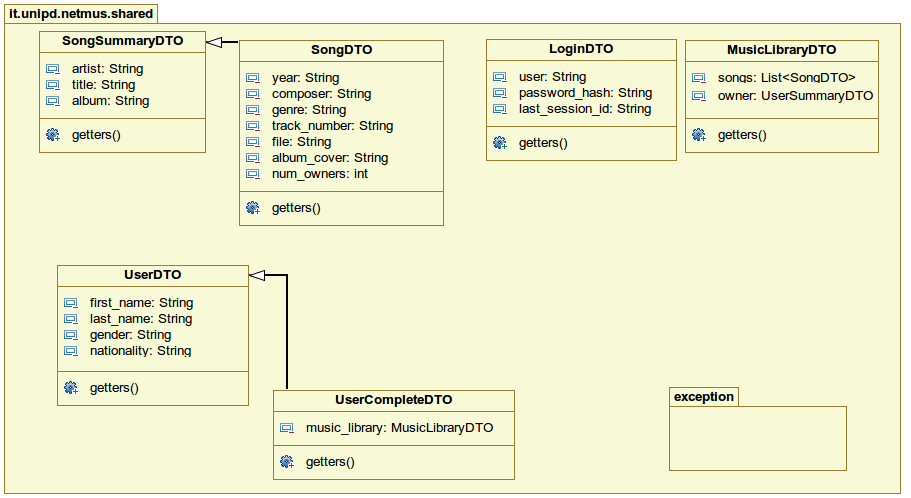 it.unipd.netmus.shared
SongSummaryDTO
artist: String
title: String
album: String
getters()
SongDTO
year: String
composer: String
genre: String
track_number: String
file: String
album_cover: String
num_owners: int
getters()
LoginDTO
user: String
password_hash: String
last_session_id: String
getters()
MusicLibraryDTO
songs: List<SongDTO>
owner: UserSummaryDTO
getters()
UserDTO
first_name: String
last_name: String
gender: String
nationality: String
getters()
UserCompleteDTO
music_library: MusicLibraryDTO
getters()
exception